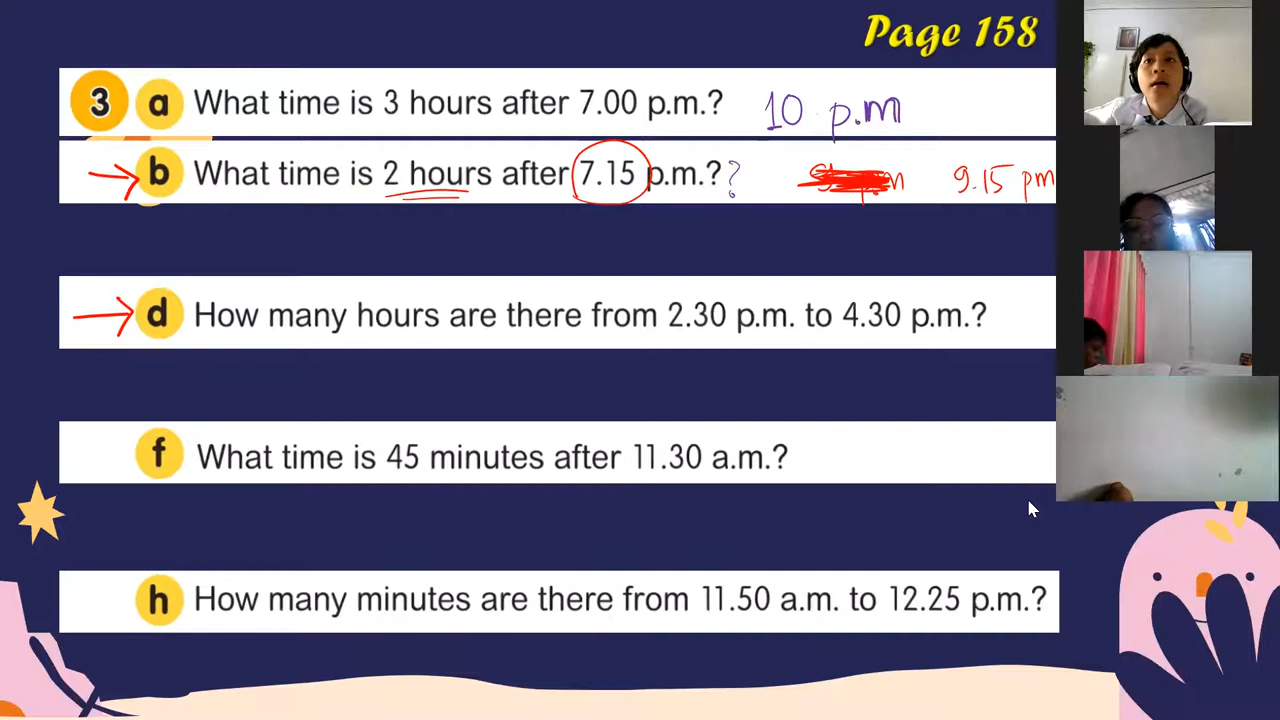 Page 158
3 a What time is 3 hours after 7.00 p.m.? 10 p.m
b What time is 2 hours after 7.15 p.m.? ? 9.15 pm
d How many hours are there from 2.30 p.m. to 4.30 p.m.?
f What time is 45 minutes after 11.30 a.m.?
h How many minutes are there from 11.50 a.m. to 12.25 p.m.?